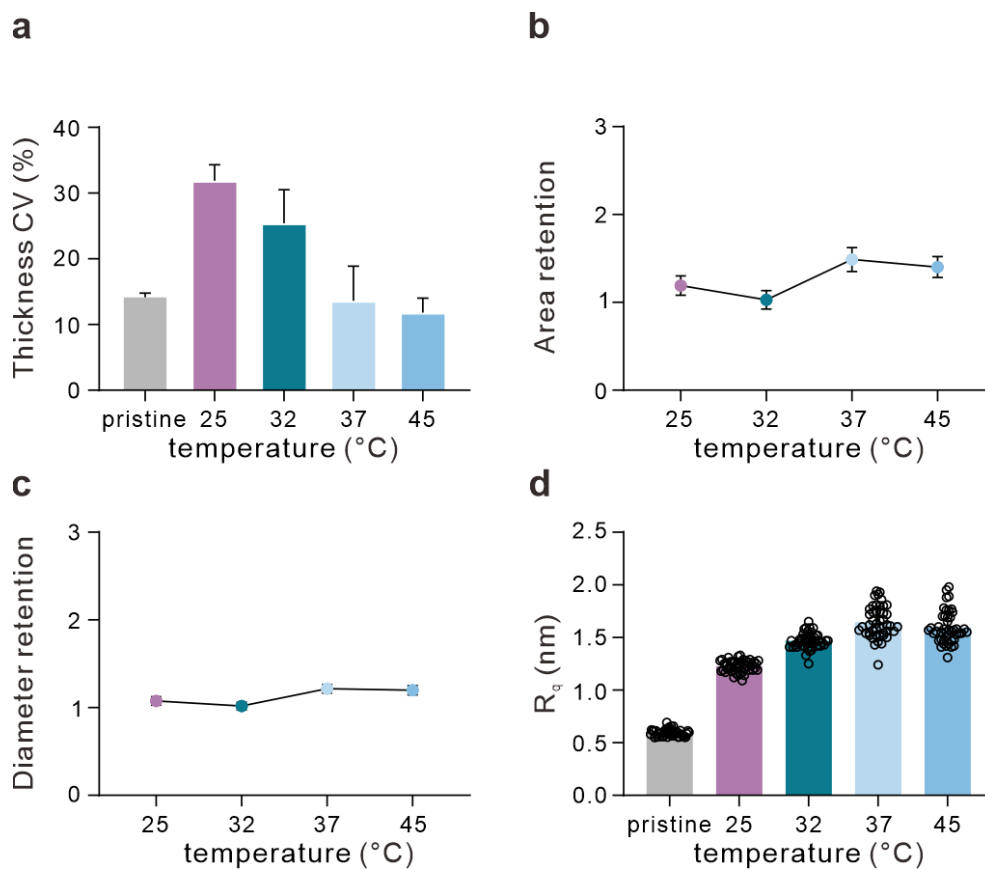 a
Thickness CV (%)
40
30
20
10
0
pristine 25 32 37 45
temperature (°C)
b
Area retention
3
2
1
0
25 32 37 45
temperature (°C)
c
Diameter retention
3
2
1
0
25 32 37 45
temperature (°C)
d
Rq (nm)
2.5
2.0
1.5
1.0
0.5
0.0
pristine 25 32 37 45
temperature (°C)